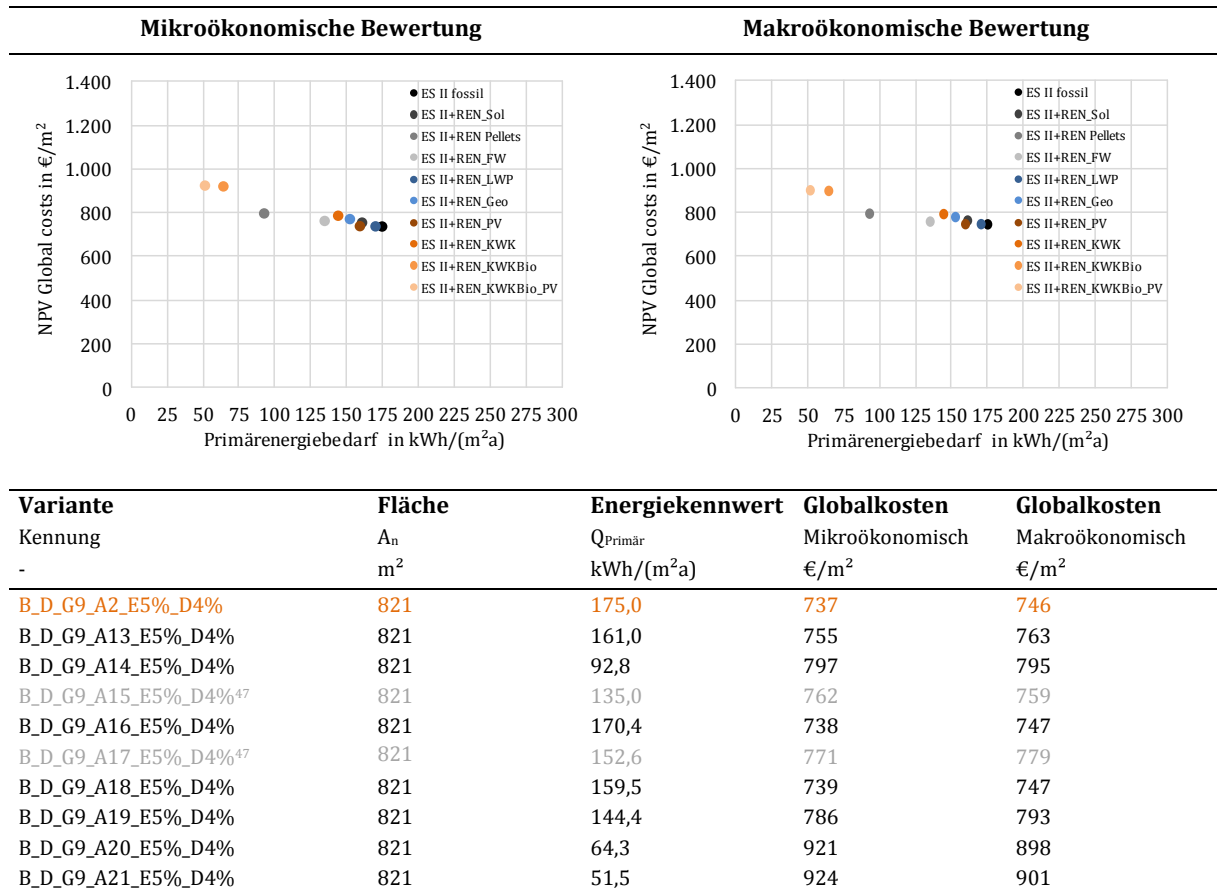 Mikroökonomische Bewertung
Makroökonomische Bewertung
NPV Global costs in €/m²
1.400
1.200
1.000
800
600
400
200
0
0 25 50 75 100 125 150 175 200 225 250 275 300
Primärenergiebedarf in kWh/(m²a)
ES II fossil
ES II+REN_Sol
ES II+REN Pellets
ES II+REN_FW
ES II+REN_LWP
ES II+REN_Geo
ES II+REN_PV
ES II+REN_KWK
ES II+REN_KWKBio
ES II+REN_KWKBio_PV
NPV Global costs in €/m²
1.400
1.200
1.000
800
600
400
200
0
0 25 50 75 100 125 150 175 200 225 250 275 300
Primärenergiebedarf in kWh/(m²a)
ES II fossil
ES II+REN_Sol
ES II+REN Pellets
ES II+REN_FW
ES II+REN_LWP
ES II+REN_Geo
ES II+REN_PV
ES II+REN_KWK
ES II+REN_KWKBio
ES II+REN_KWKBio_PV
Variante Fläche Energiekennwert Globalkosten Globalkosten
Kennung An QPrimär Mikroökonomisch Makroökonomisch
- m² kWh/(m²a) €/m² €/m²
B_D_G9_A2_E5%_D4% 821 175,0 737 746
B_D_G9_A13_E5%_D4% 821 161,0 755 763
B_D_G9_A14_E5%_D4% 821 92,8 797 795
B_D_G9_A15_E5%_D4%⁴⁷ 821 135,0 762 759
B_D_G9_A16_E5%_D4% 821 170,4 738 747
B_D_G9_A17_E5%_D4%⁴⁷ 821 152,6 771 779
B_D_G9_A18_E5%_D4% 821 159,5 739 747
B_D_G9_A19_E5%_D4% 821 144,4 786 793
B_D_G9_A20_E5%_D4% 821 64,3 921 898
B_D_G9_A21_E5%_D4% 821 51,5 924 901